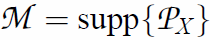 ℳ = supp{𝒫_X}